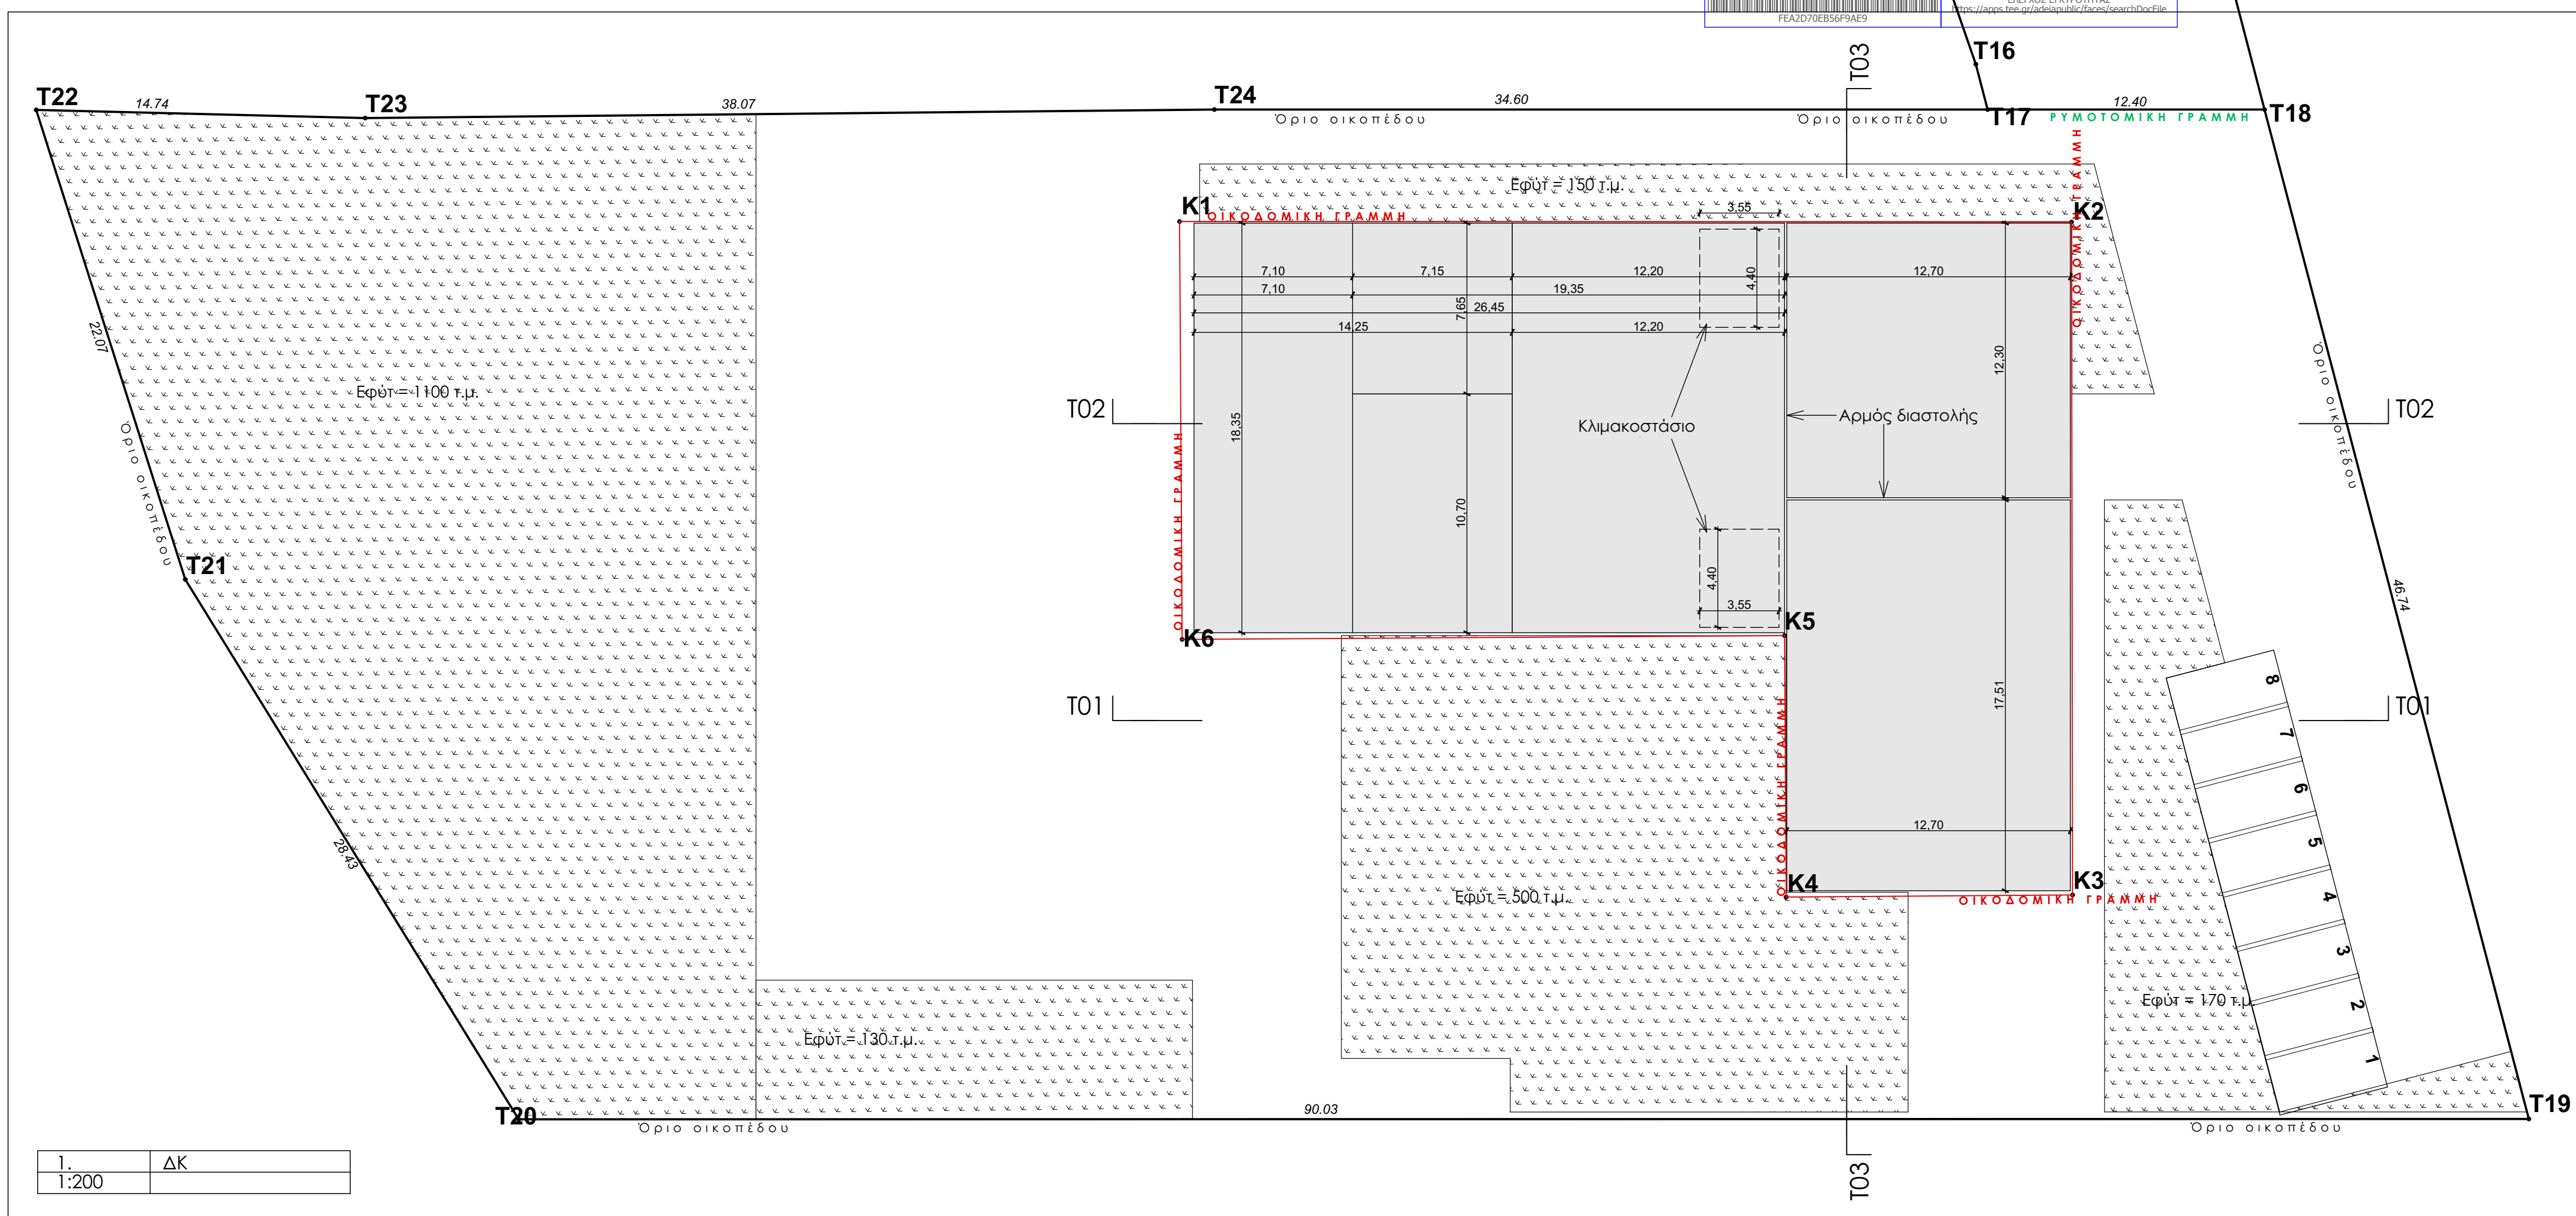 FEA2D70EB56F9AE9
https://apps.tee.gr/adeiapublic/faces/searchDocFile
T16
T03
T22
14.74
T23
38.07
T24
34.60
T17
12.40
T18
Όριο οικοπέδου
Όριο οικοπέδου
ΡΥΜΟΤΟΜΙΚΗ ΓΡΑΜΜΗ
Εφύτ = 150 τ.μ.
K1
ΟΙΚΟΔΟΜΙΚΗ ΓΡΑΜΜΗ
3,55
K2
ΟΙΚΟΔΟΜΙΚΗ ΓΡΑΜΜΗ
7,10
7,15
12,20
4,40
12,70
7,10
19,35
7,65
26,45
14,25
12,20
22.07
12,30
Όριο οικοπέδου
Εφύτ = 1100 τ.μ.
T02
18,35
Κλιμακοστάσιο
Αρμός διαστολής
T02
Όριο οικοπέδου
ΟΙΚΟΔΟΜΙΚΗ ΓΡΑΜΜΗ
10,70
T21
4,40
3,55
46.74
K6
K5
T01
ΟΙΚΟΔΟΜΙΚΗ ΓΡΑΜΜΗ
17,51
8
T01
7
6
12,70
5
28.43
K4
K3
Εφύτ = 500 τ.μ.
ΟΙΚΟΔΟΜΙΚΗ ΓΡΑΜΜΗ
4
3
Εφύτ = 170 τ.μ.
2
Εφύτ = 130 τ.μ.
1
T20
90.03
T19
Όριο οικοπέδου
Όριο οικοπέδου
1. ΔΚ
1:200
T03